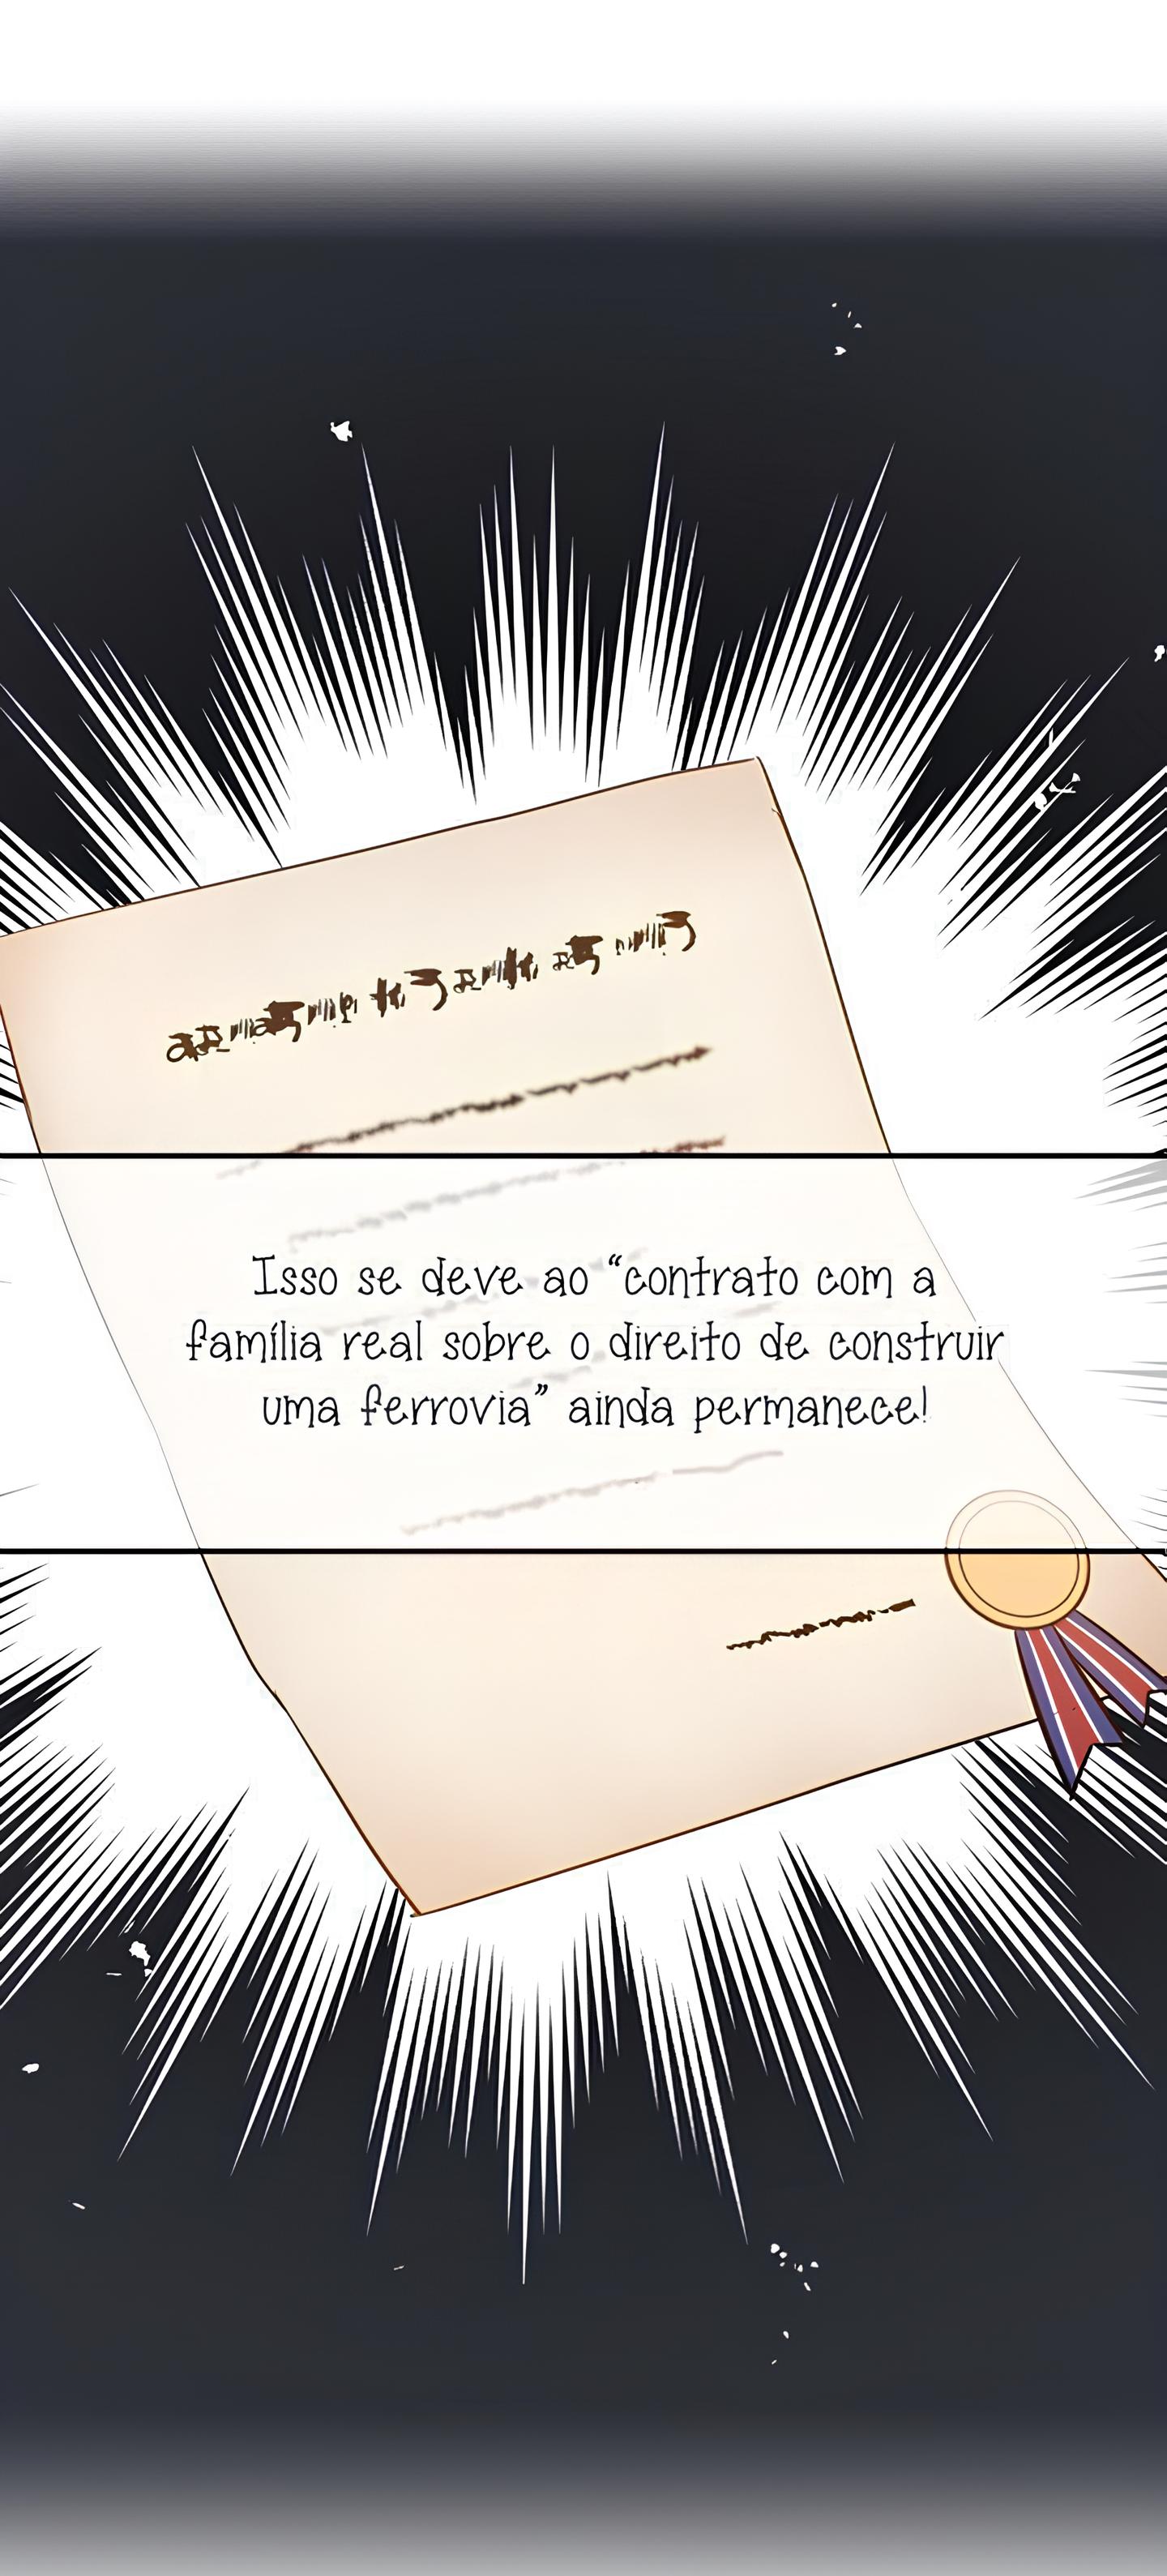 Isso se deve ao “contrato com a
família real sobre o direito de construir
uma ferrovia” ainda permanece!